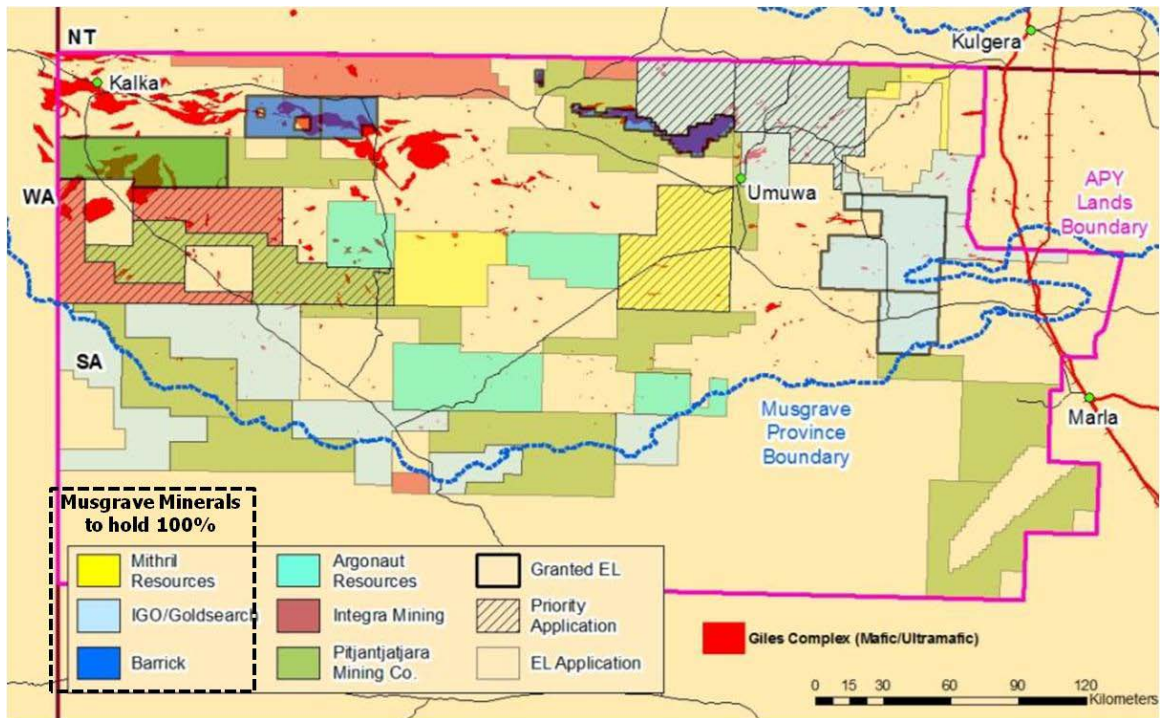 NT
Kulgera
Kalka
WA
Umuwa
APY
Lands
Boundary
SA
Musgrave
Province
Boundary
Marla
Musgrave Minerals
to hold 100%
Mithril
Resources
IGO/Goldsearch
Barrick
Argonaut
Resources
Integra Mining
Pitjantjatjara
Mining Co.
Granted EL
Priority
Application
EL Application
Giles Complex (Mafic/Ultramafic)
0 15 30 60 90 120
Kilometers